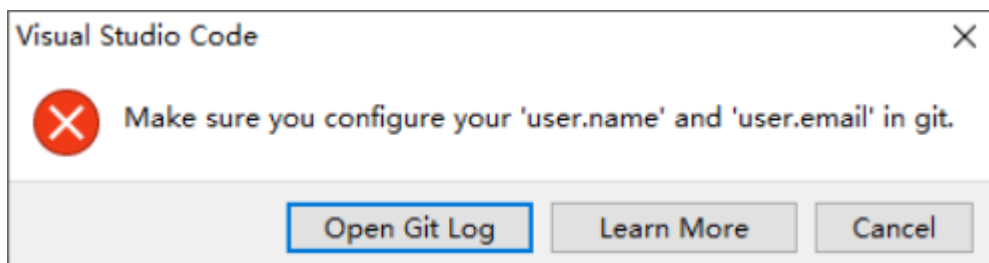 Visual Studio Code
Make sure you configure your 'user.name' and 'user.email' in git.
Open Git Log
Learn More
Cancel